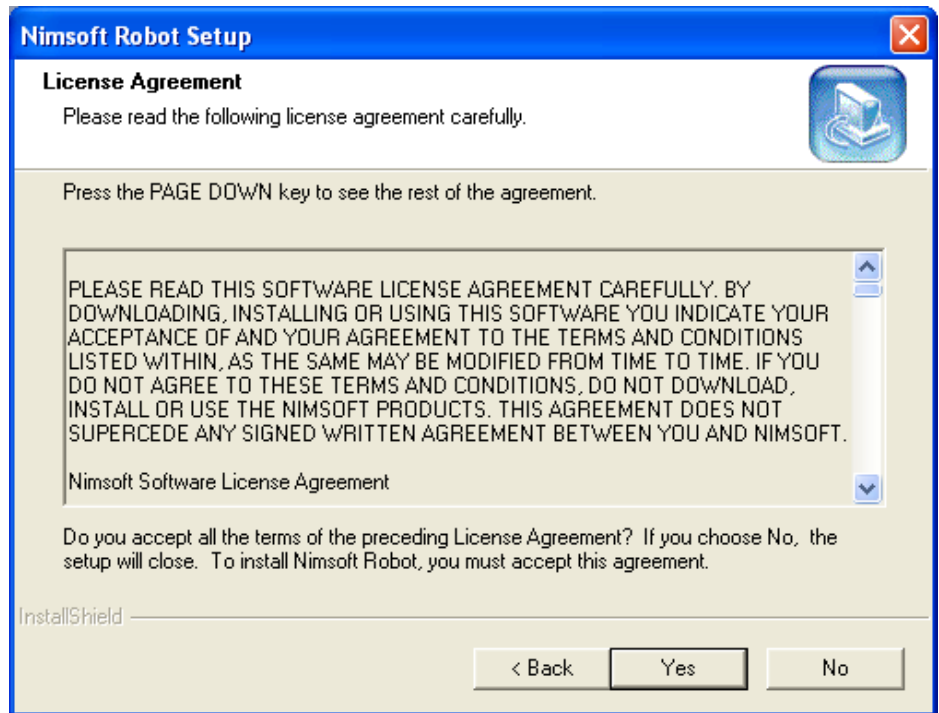 Nimsoft Robot Setup
License Agreement
Please read the following license agreement carefully.
Press the PAGE DOWN key to see the rest of the agreement.
PLEASE READ THIS SOFTWARE LICENSE AGREEMENT CAREFULLY. BY
DOWNLOADING, INSTALLING OR USING THIS SOFTWARE YOU INDICATE YOUR
ACCEPTANCE OF AND YOUR AGREEMENT TO THE TERMS AND CONDITIONS
LISTED WITHIN, AS THE SAME MAY BE MODIFIED FROM TIME TO TIME. IF YOU
DO NOT AGREE TO THESE TERMS AND CONDITIONS, DO NOT DOWNLOAD,
INSTALL OR USE THE NIMSOFT PRODUCTS. THIS AGREEMENT DOES NOT
SUPERCEDE ANY SIGNED WRITTEN AGREEMENT BETWEEN YOU AND NIMSOFT.
Nimsoft Software License Agreement
Do you accept all the terms of the preceding License Agreement? If you choose No, the
setup will close. To install Nimsoft Robot, you must accept this agreement.
InstallShield
< Back Yes No